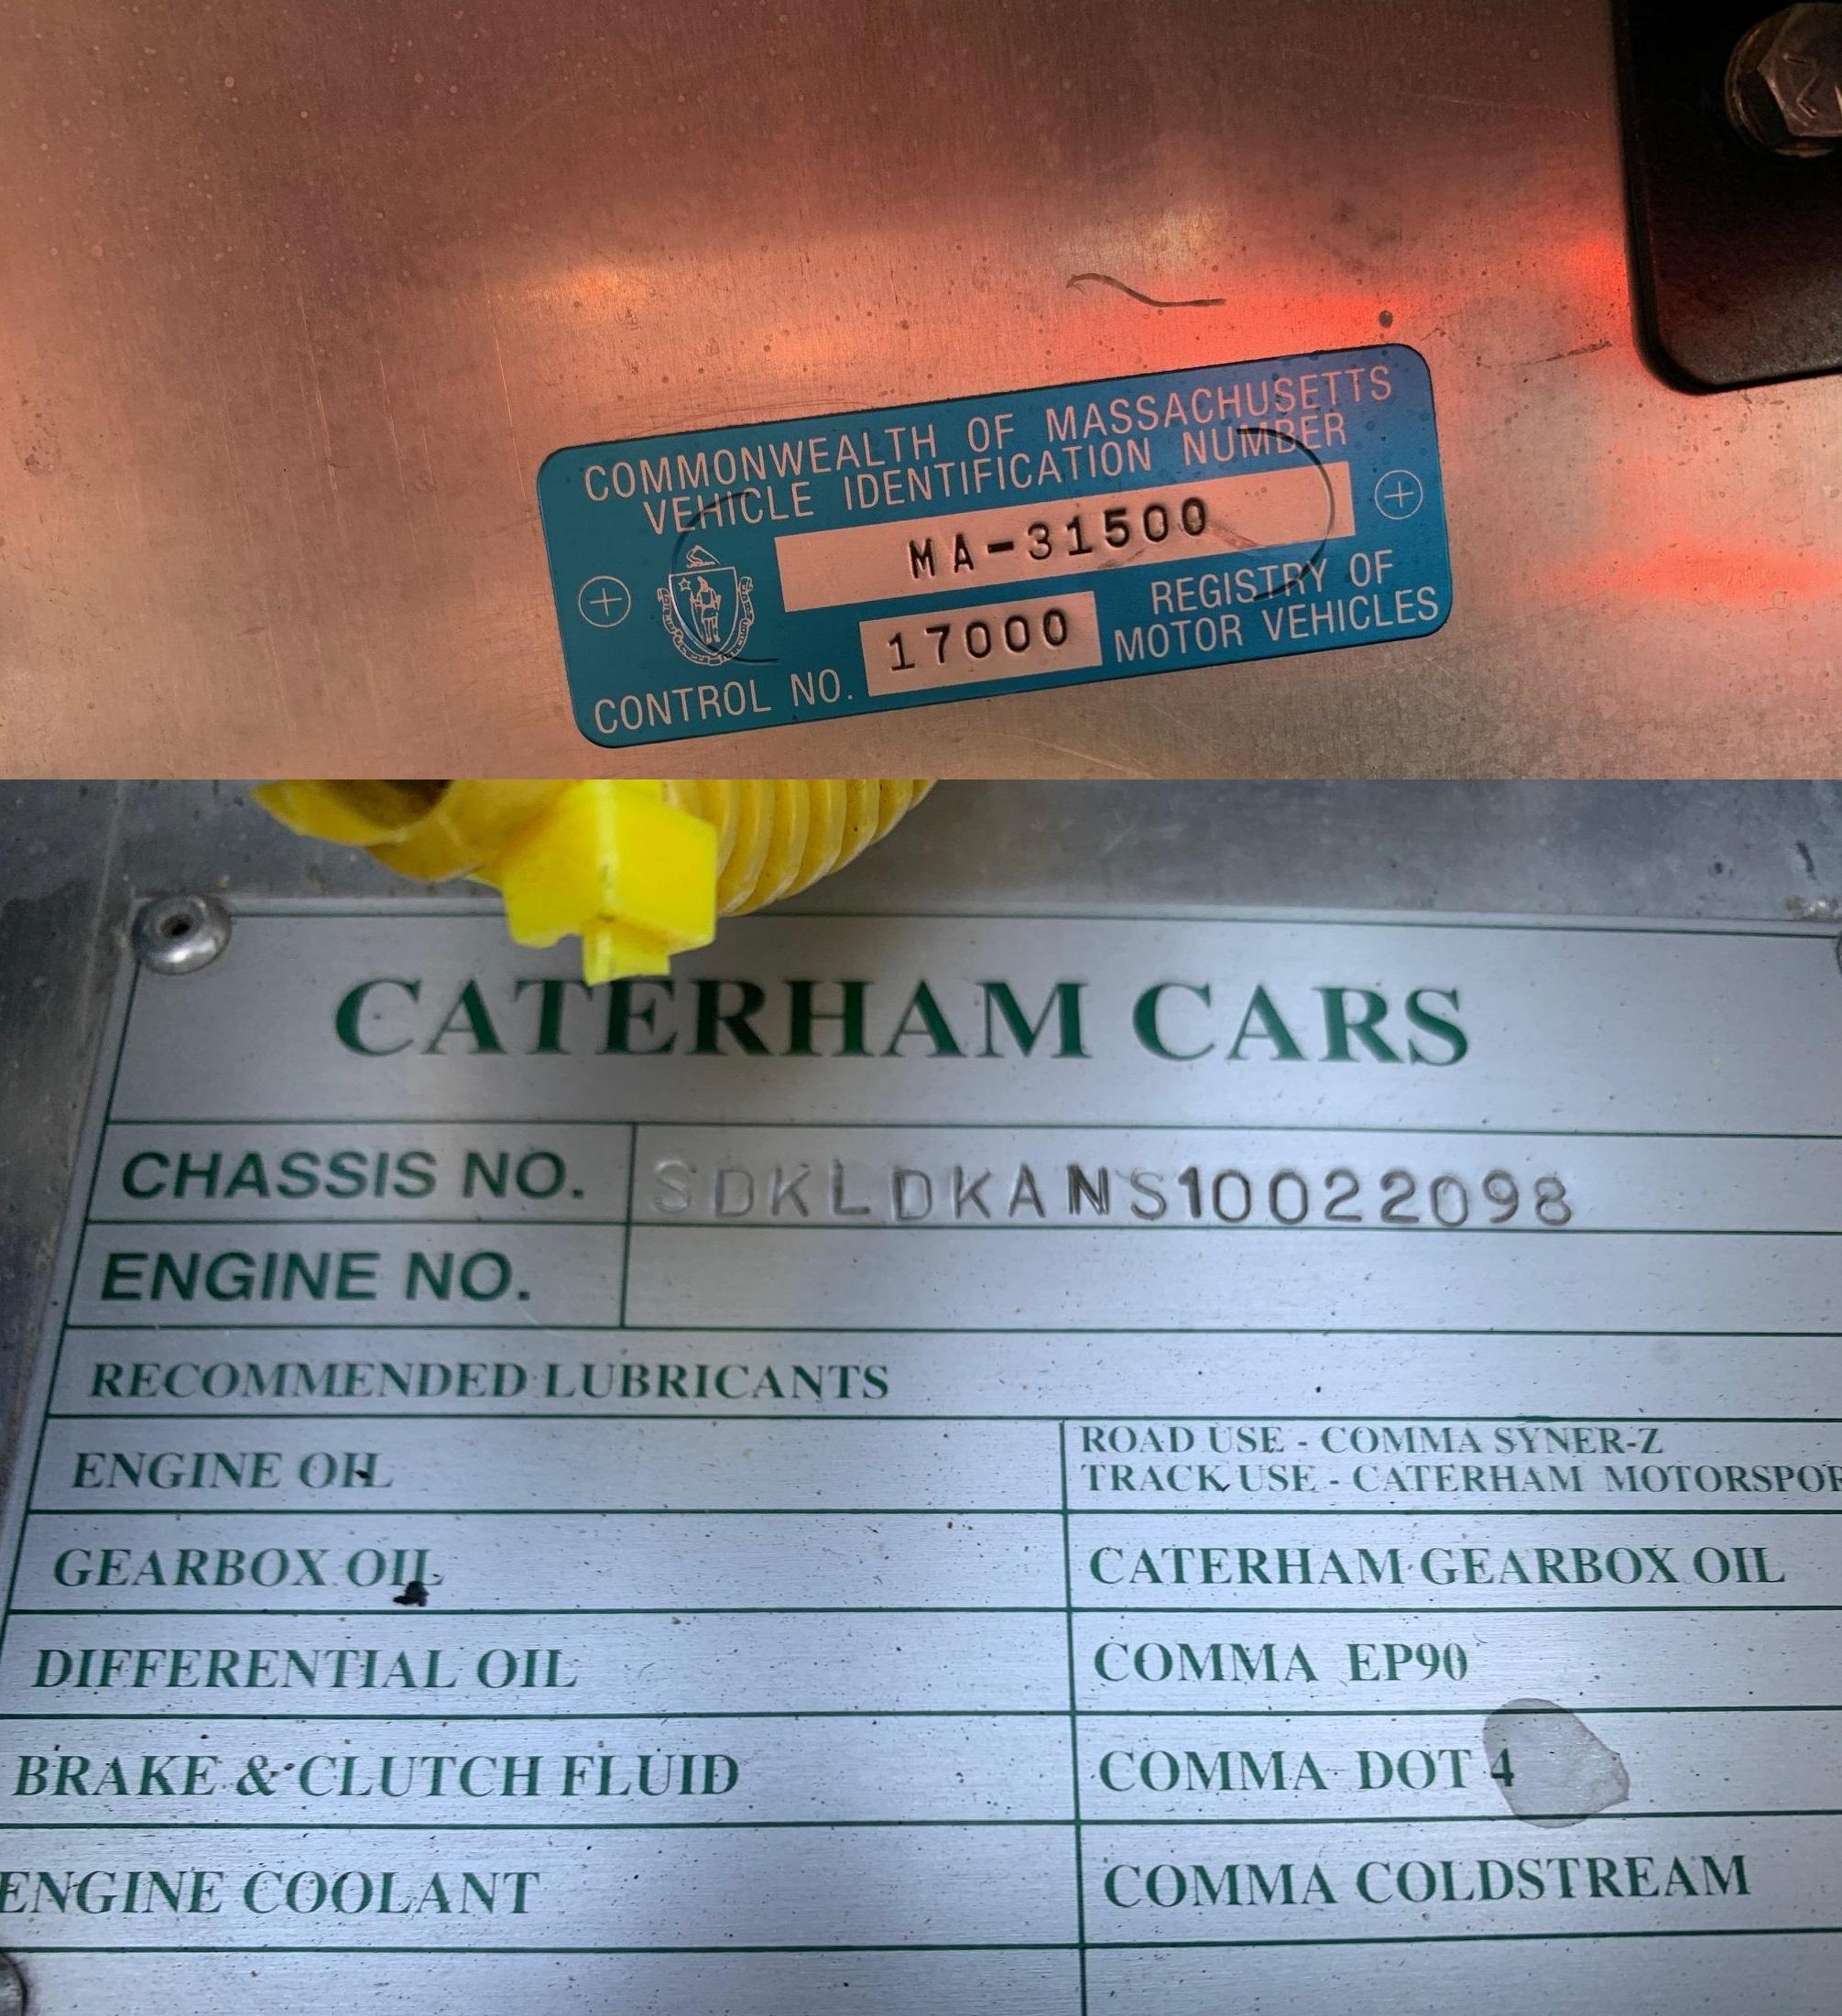 COMMONWEALTH OF MASSACHUSETTS
VEHICLE IDENTIFICATION NUMBER
MA-31500
CONTROL NO. 17000 REGISTRY OF
MOTOR VEHICLES
CATERHAM CARS
CHASSIS NO. SDKLDKANS10022098
ENGINE NO.
RECOMMENDED LUBRICANTS
ENGINE OIL
ROAD USE - COMMA SYNER-Z
TRACK USE - CATERHAM MOTORSPOR
GEARBOX OIL CATERHAM GEARBOX OIL
DIFFERENTIAL OIL COMMA EP90
BRAKE & CLUTCH FLUID COMMA DOT 4
ENGINE COOLANT COMMA COLDSTREAM